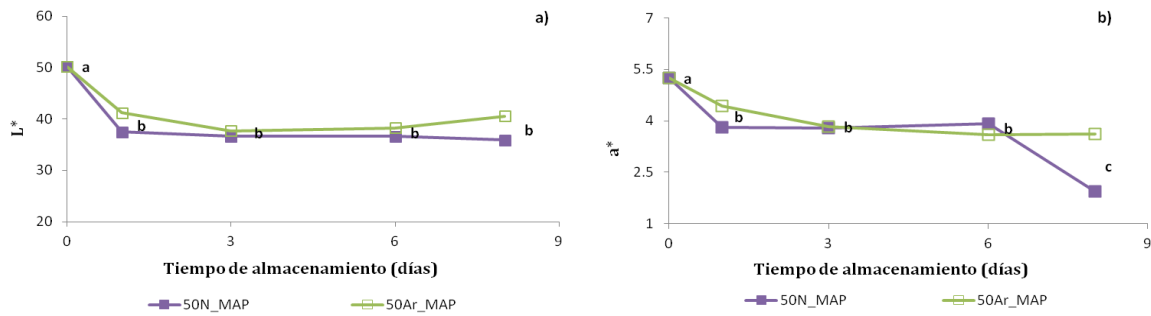 a)
60
50
40
30
20
L*
a
b
b
b
b
0
3
6
9
Tiempo de almacenamiento (días)
50N_MAP
50Ar_MAP
b)
7
5.5
4
2.5
1
a*
a
b
b
b
c
0
3
6
9
Tiempo de almacenamiento (días)
50N_MAP
50Ar_MAP